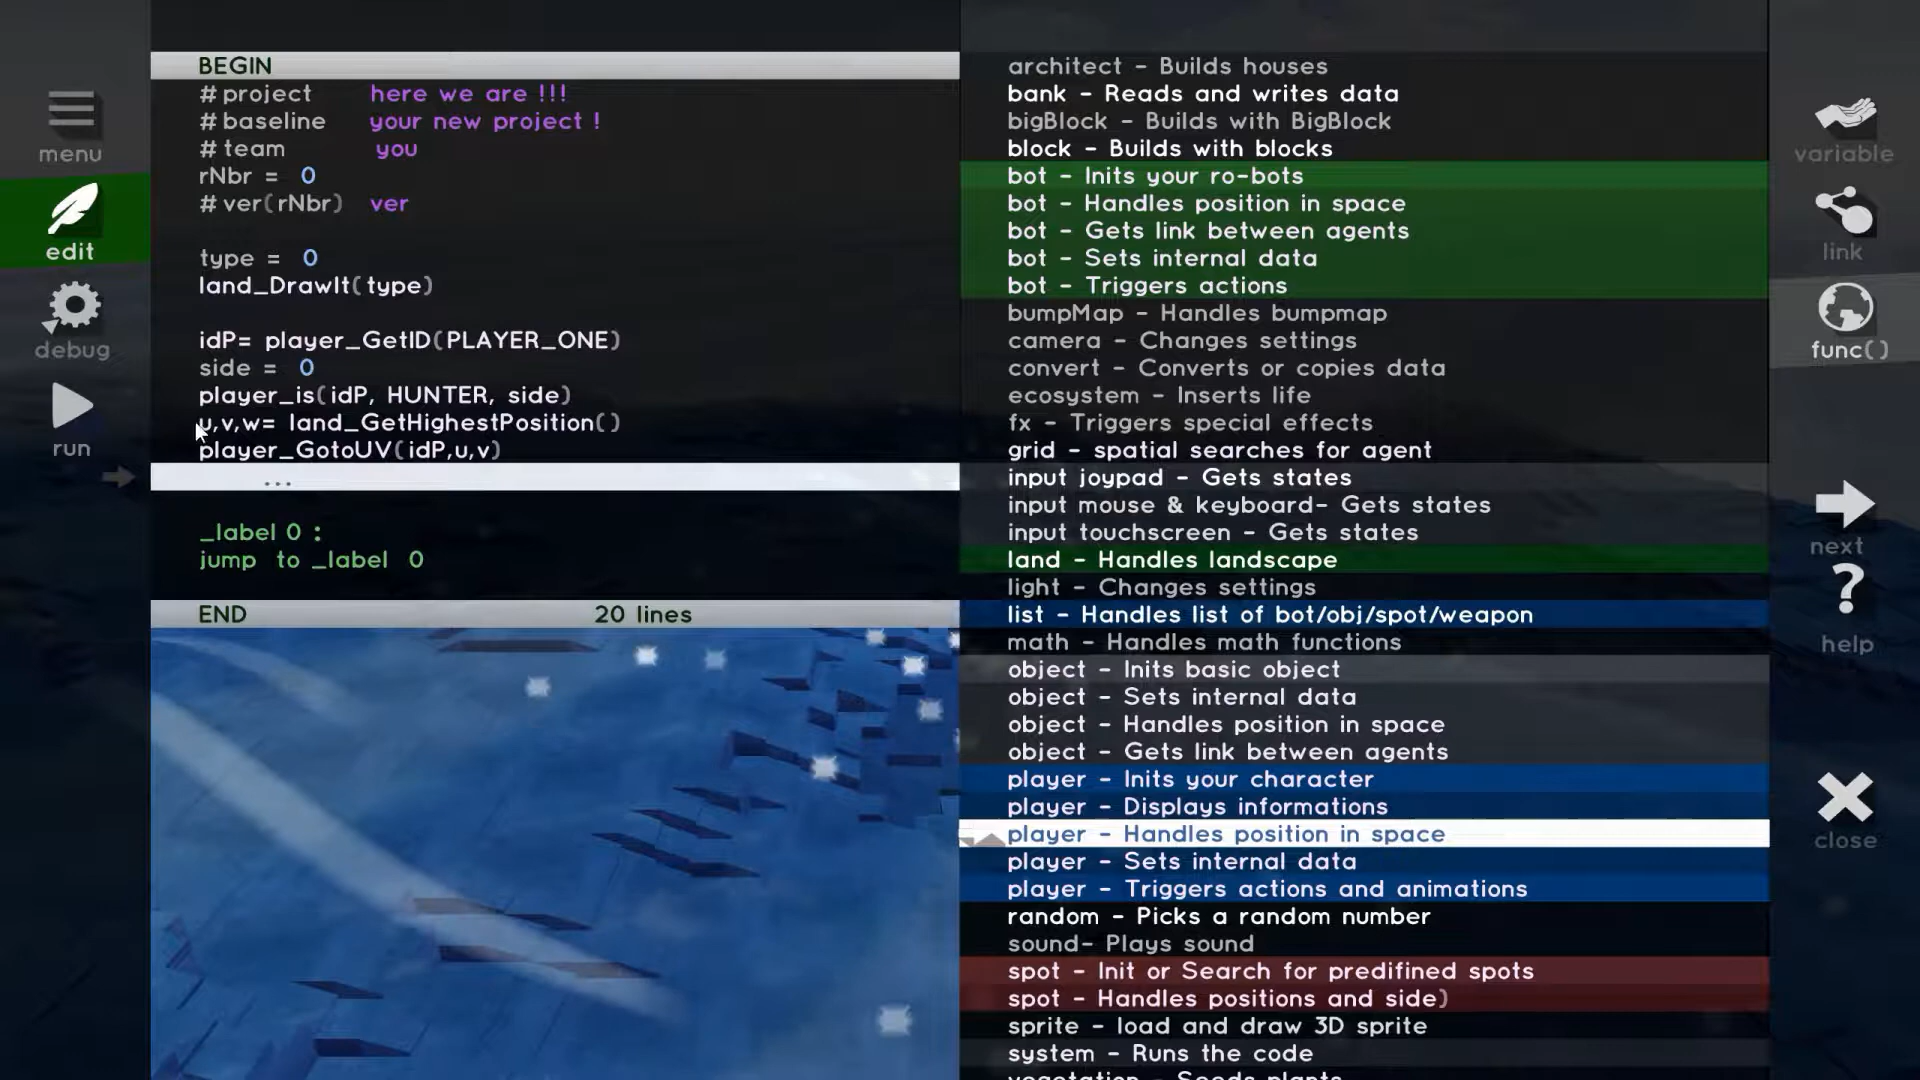 menu
edit
debug
run
BEGIN
# project here we are !!!
# baseline your new project !
# team you
rNbr = 0
# ver(rNbr) ver
type = 0
land_DrawIt(type)
idP= player_GetID(PLAYER_ONE)
side = 0
player_is(idP, HUNTER, side)
u,v,w= land_GetHighestPosition()
player_GotoUV(idP,u,v)
...
_label 0 :
jump to _label 0
END 20 lines
architect - Builds houses
bank - Reads and writes data
bigBlock - Builds with BigBlock
block - Builds with blocks
bot - Inits your ro-bots
bot - Handles position in space
bot - Gets link between agents
bot - Sets internal data
bot - Triggers actions
bumpMap - Handles bumpmap
camera - Changes settings
convert - Converts or copies data
ecosystem - Inserts life
fx - Triggers special effects
grid - spatial searches for agent
input joypad - Gets states
input mouse & keyboard- Gets states
input touchscreen - Gets states
land - Handles landscape
light - Changes settings
list - Handles list of bot/obj/spot/weapon
math - Handles math functions
object - Inits basic object
object - Sets internal data
object - Handles position in space
object - Gets link between agents
player - Inits your character
player - Displays informations
player - Handles position in space
player - Sets internal data
player - Triggers actions and animations
random - Picks a random number
sound- Plays sound
spot - Init or Search for predifined spots
spot - Handles positions and side)
sprite - load and draw 3D sprite
system - Runs the code
vegetation - Seeds plants
variable
link
func()
next
?
help
close